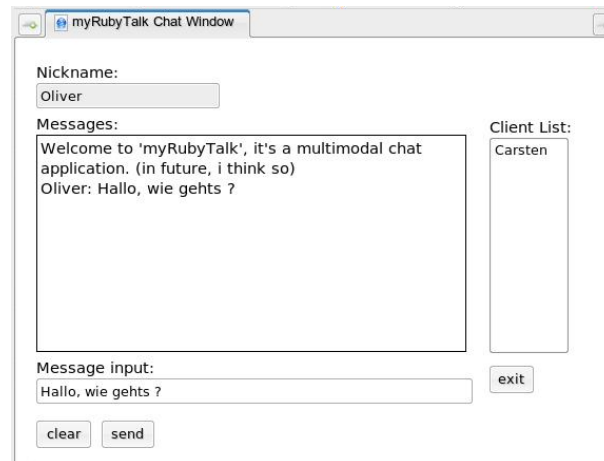 myRubyTalk Chat Window
Nickname:
Oliver
Messages:
Welcome to 'myRubyTalk', it's a multimodal chat
application. (in future, i think so)
Oliver: Hallo, wie gehts ?
Client List:
Carsten
Message input:
Hallo, wie gehts ?
exit
clear
send